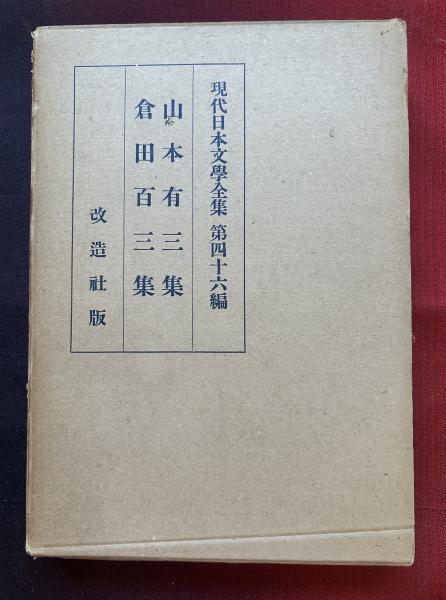 現代日本文學全集 第四十六編
山本有三集
倉田百三集
改造社版